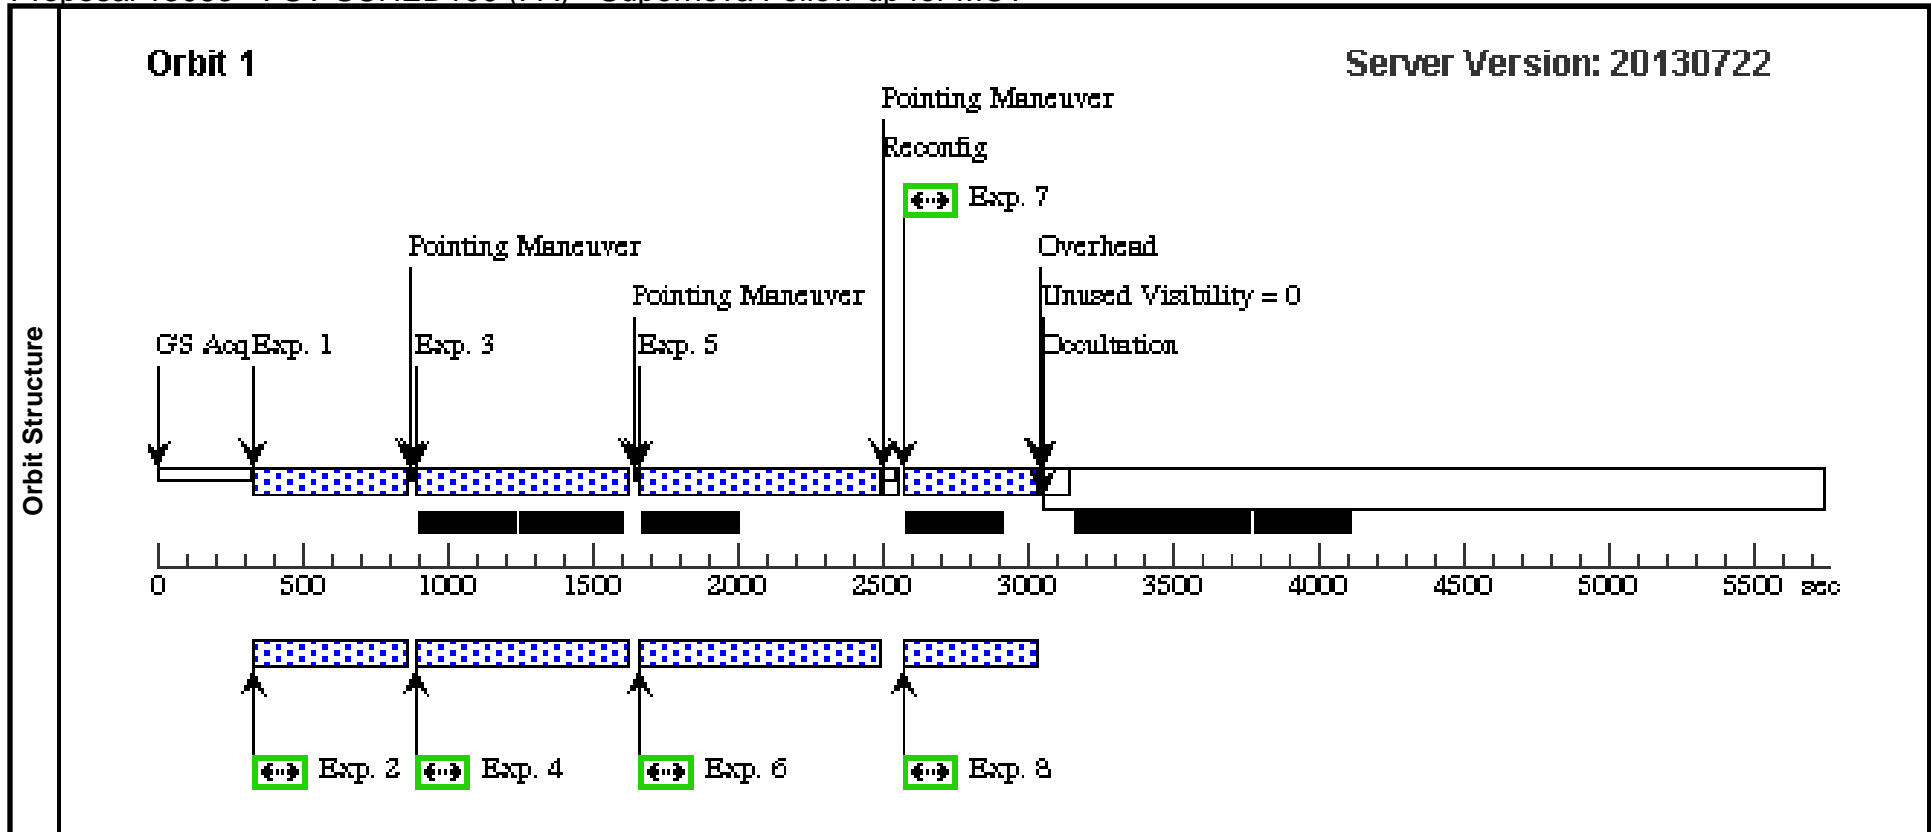 Orbit 1
Server Version: 20130722
Pointing Maneuver
Reconfig
Exp. 7
Pointing Maneuver
Overhead
Pointing Maneuver
Unused Visibility = 0
GS Acq
Exp. 1
Exp. 3
Exp. 5
Occultation
Orbit Structure
0
500
1000
1500
2000
2500
3000
3500
4000
4500
5000
5500
sec
Exp. 2
Exp. 4
Exp. 6
Exp. 8